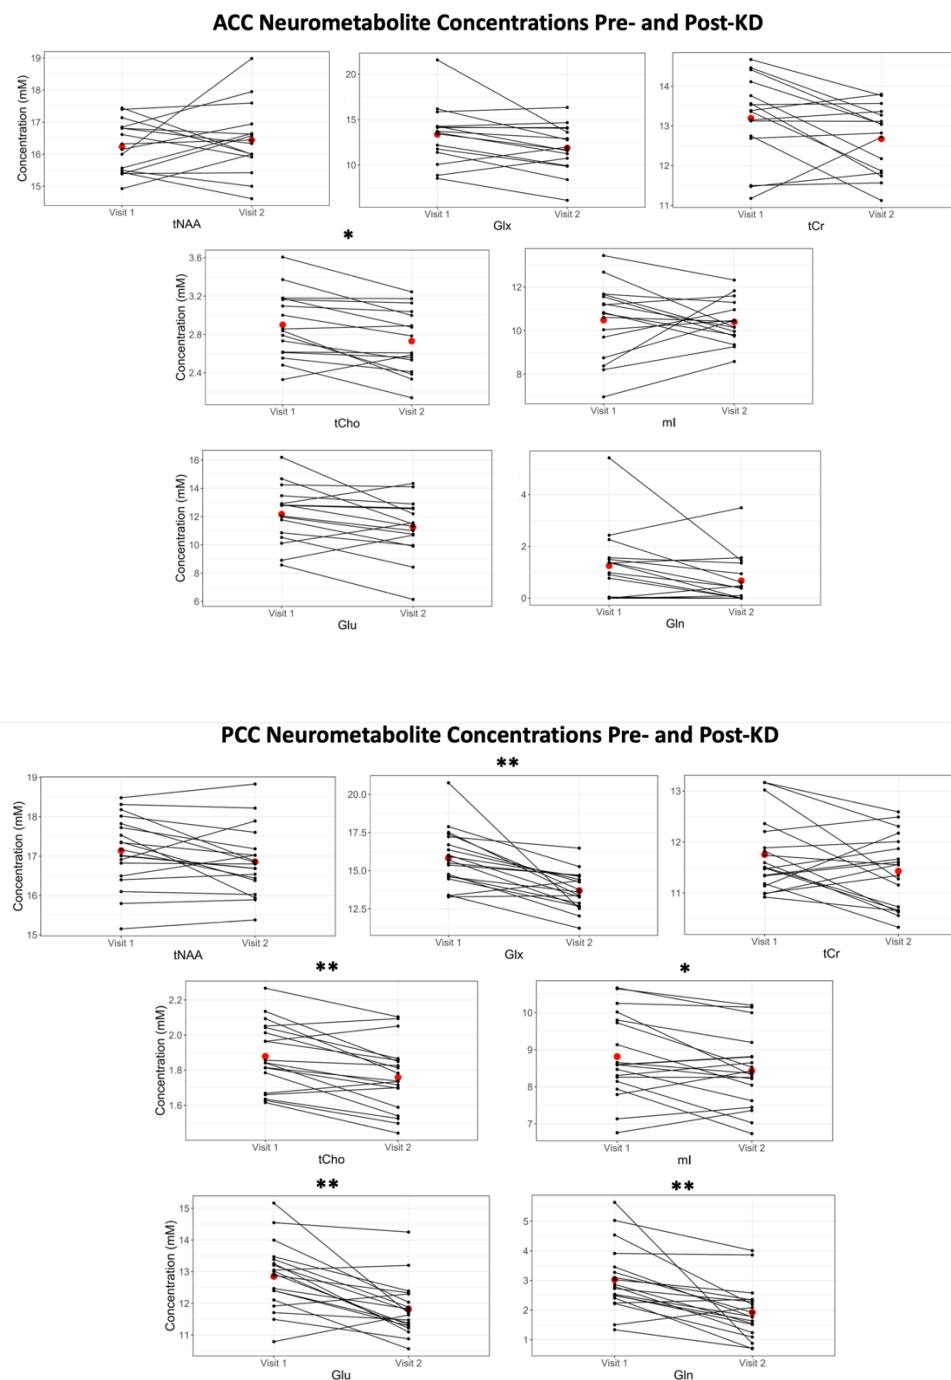 ACC Neurometabolite Concentrations Pre- and Post-KD
Concentration (mM)
19
18
17
16
15
Visit 1 Visit 2
tNAA
20
15
10
Visit 1 Visit 2
Glx
14
13
12
11
Visit 1 Visit 2
tCr
*
Concentration (mM)
3.6
3.2
2.8
2.4
Visit 1 Visit 2
tCho
12
10
8
Visit 1 Visit 2
mI
Concentration (mM)
16
14
12
10
8
6
Visit 1 Visit 2
Glu
4
2
0
Visit 1 Visit 2
Gln
PCC Neurometabolite Concentrations Pre- and Post-KD
Concentration (mM)
19
18
17
16
15
Visit 1 Visit 2
tNAA
**
20.0
17.5
15.0
12.5
Visit 1 Visit 2
Glx
13
12
11
Visit 1 Visit 2
tCr
**
Concentration (mM)
2.2
2.0
1.8
1.6
Visit 1 Visit 2
tCho
*
10
9
8
7
Visit 1 Visit 2
mI
**
Concentration (mM)
15
14
13
12
11
Visit 1 Visit 2
Glu
**
5
4
3
2
1
Visit 1 Visit 2
Gln